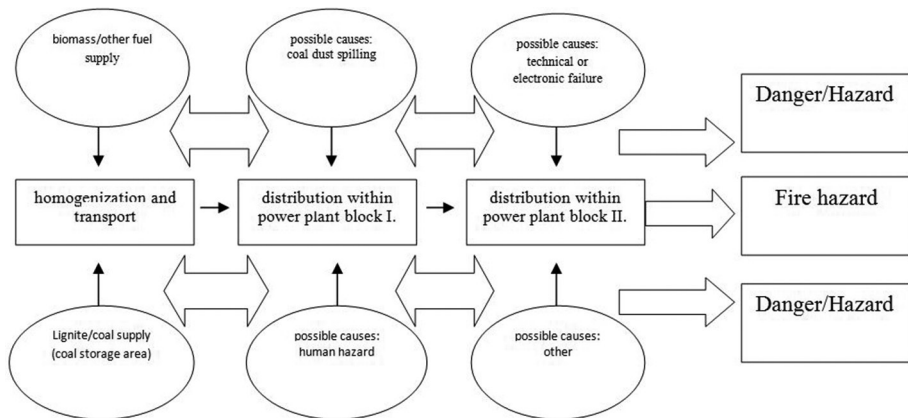 biomass/other fuel
supply
possible causes:
coal dust spilling
possible causes:
technical or
electronic failure
Danger/Hazard
homogenization and
transport
distribution within
power plant block I.
distribution within
power plant block II.
Fire hazard
Lignite/coal supply
(coal storage area)
possible causes:
human hazard
possible causes:
other
Danger/Hazard